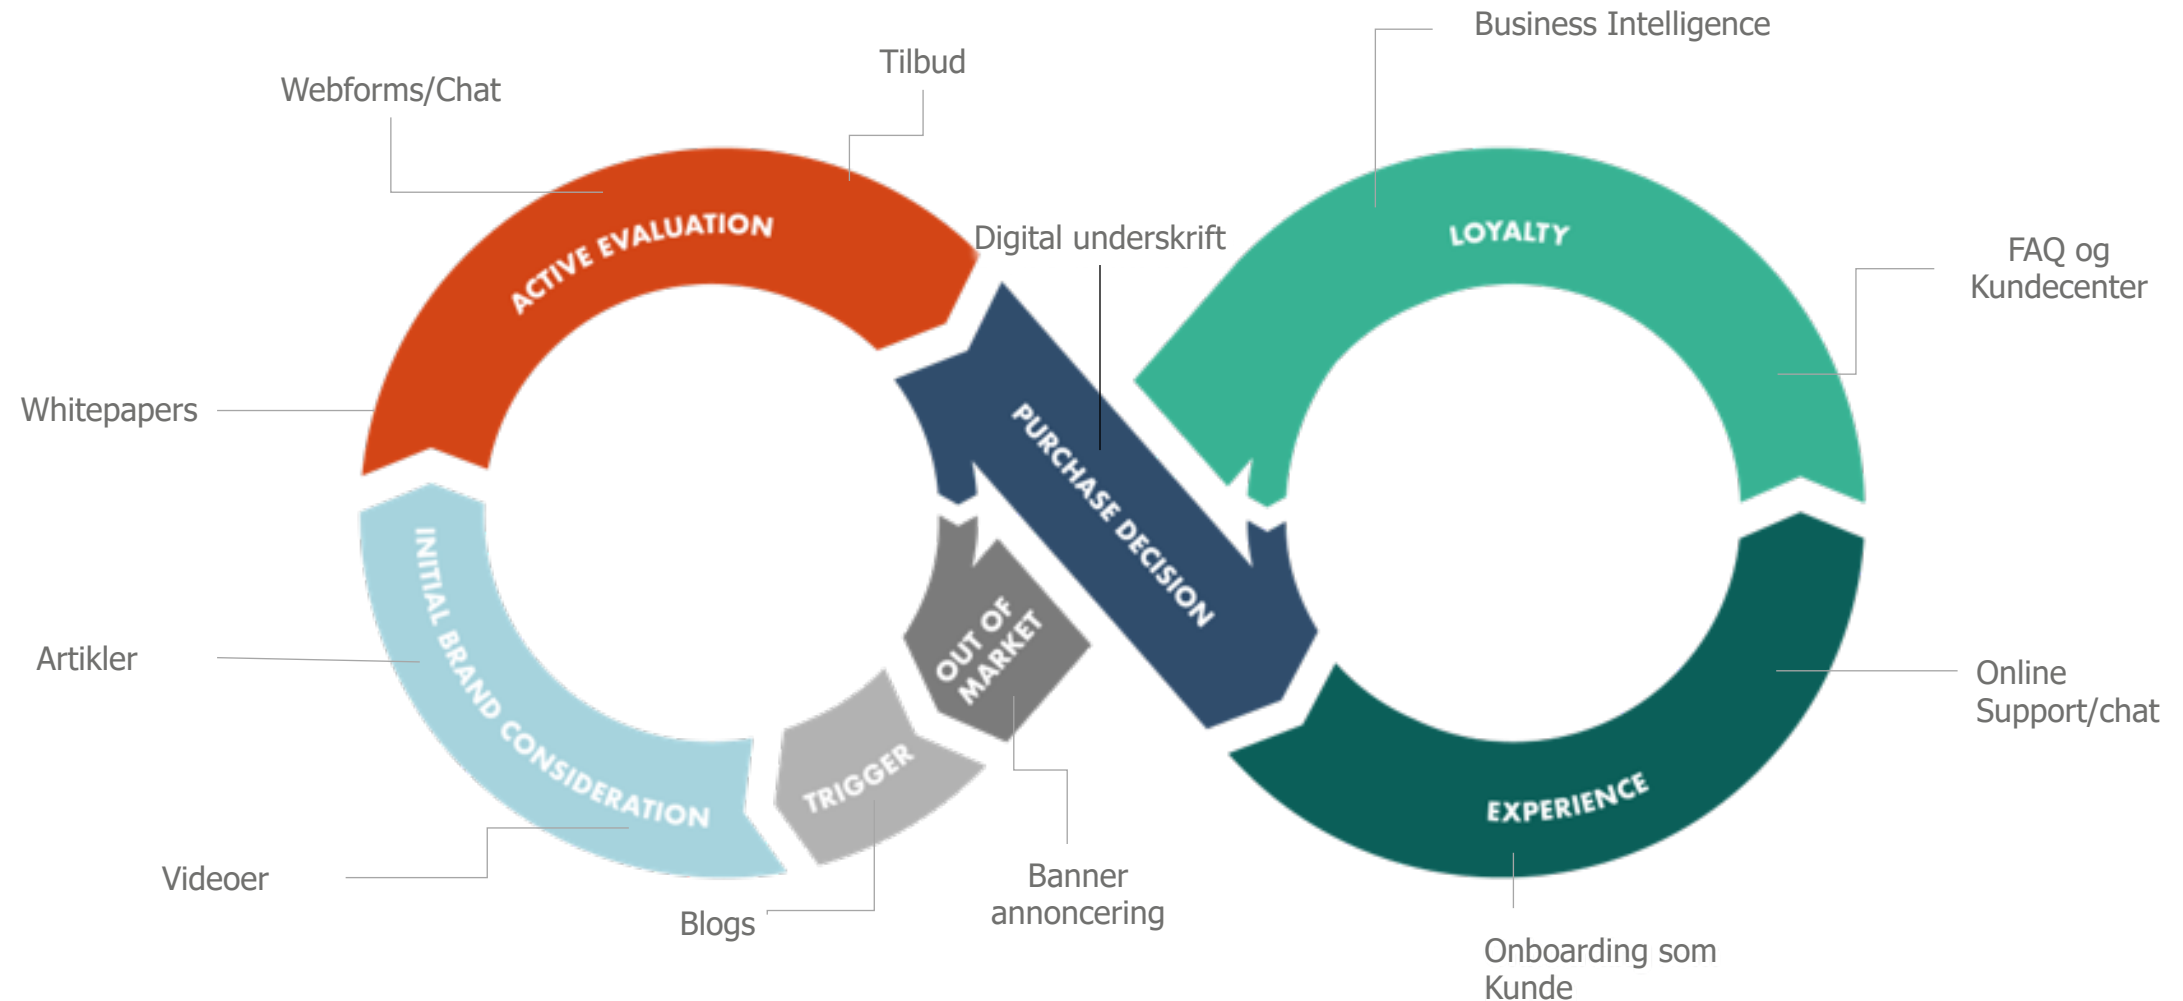 Business Intelligence
Tilbud
Webforms/Chat
ACTIVE EVALUATION
LOYALTY
Digital underskrift
FAQ og
Kundecenter
Whitepapers
PURCHASE DECISION
INITIAL BRAND CONSIDERATION
OUT OF
MARKET
Artikler
Online
Support/chat
TRIGGER
EXPERIENCE
Videoer
Banner
annoncering
Blogs
Onboarding som
Kunde